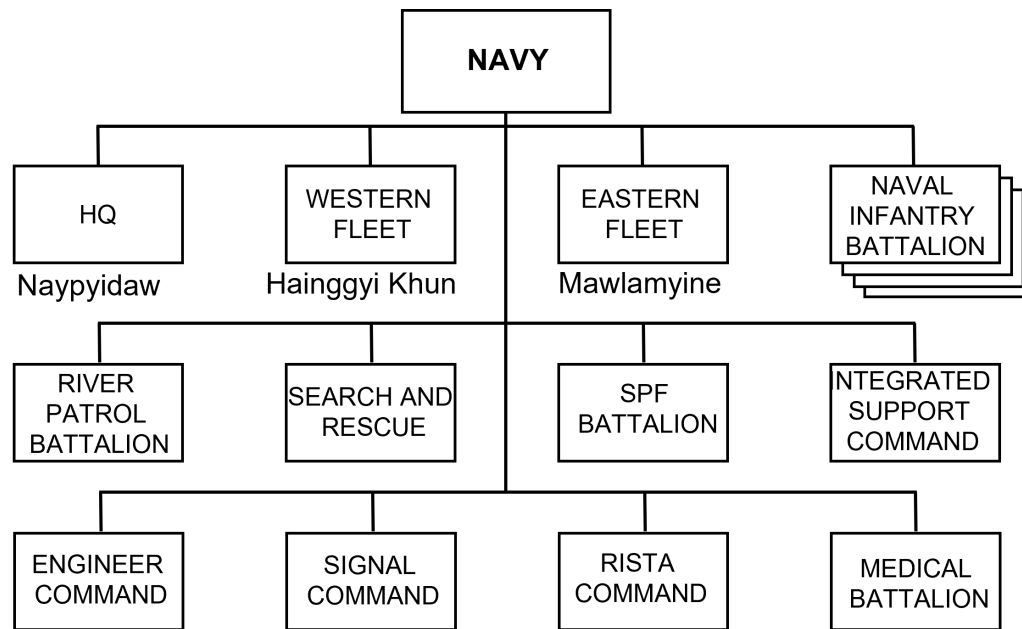 NAVY
HQ
Naypyidaw
WESTERN
FLEET
Hainggyi Khun
EASTERN
FLEET
Mawlamyine
NAVAL
INFANTRY
BATTALION
RIVER
PATROL
BATTALION
SEARCH AND
RESCUE
SPF
BATTALION
INTEGRATED
SUPPORT
COMMAND
ENGINEER
COMMAND
SIGNAL
COMMAND
RISTA
COMMAND
MEDICAL
BATTALION